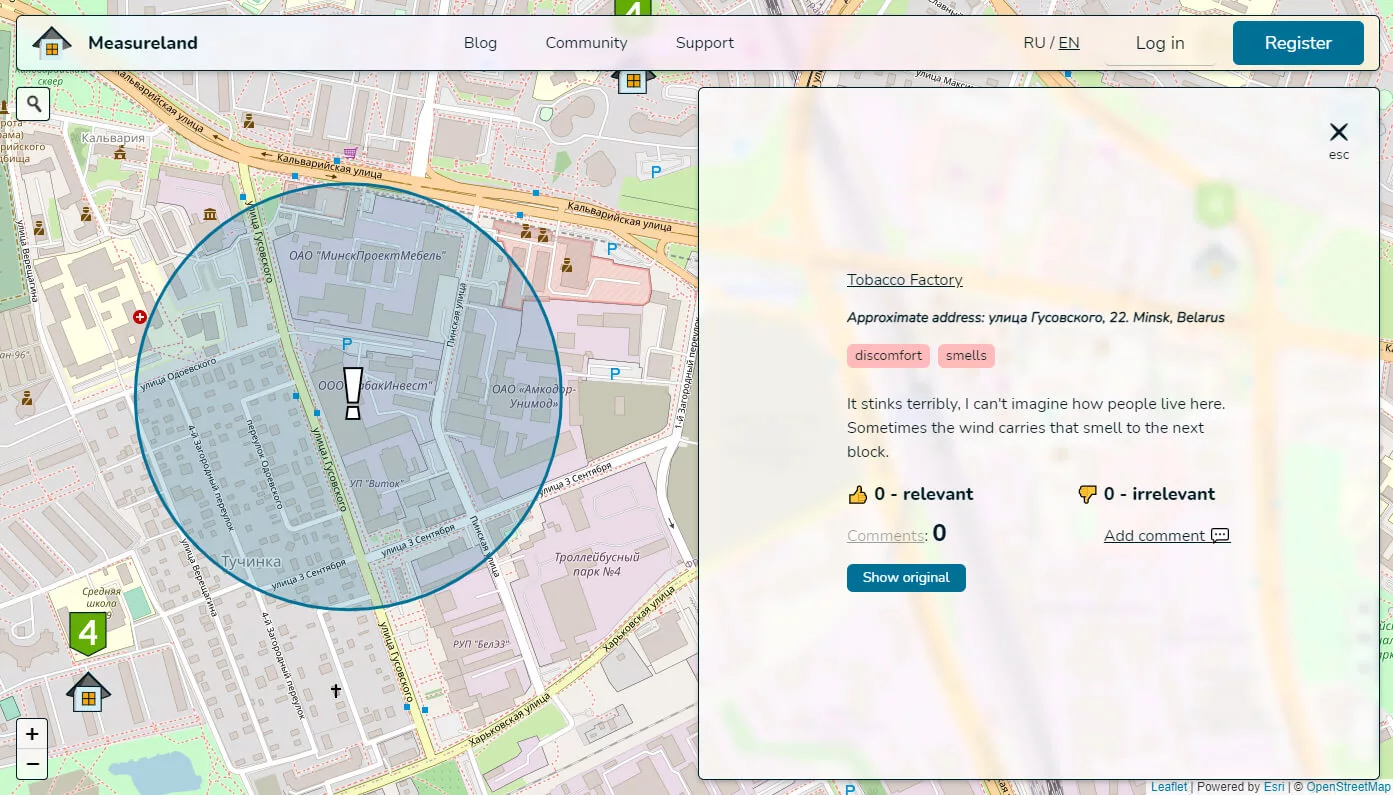 4
Measureland
Blog
Community
Support
RU / EN
Log in
Register
Кальварийская улица
сквер
Кальвария
Кальварийская улица
Кальварийская улица
улица Верещагина
улица Гусовского
ОАО "МинскПроектМебель"
Пинская улица
улица Одоевского
ОАО «Амкодор-
Унимод»
1-й Загородный переулок
4-й Загородный переулок
переулок Одоевского
улица Гусовского
УП "Виток"
улица 3 Сентября
улица 3 Сентября
Пинская улица
Тучинка
улица 3 Сентября
улица Верещагина
Троллейбусный
парк №4
Средняя
школа
4
4-й Загородный переулок
улица Гусовского
РУП "БелЭЗ"
Харьковская улица
Харьковская улица
P
P
P
P
P
+
−
esc
Tobacco Factory
Approximate address: улица Гусовского, 22. Minsk, Belarus
discomfort
smells
It stinks terribly, I can't imagine how people live here.
Sometimes the wind carries that smell to the next
block.
0 - relevant
0 - irrelevant
Comments: 0
Add comment
Show original
Leaflet | Powered by Esri | © OpenStreetMap